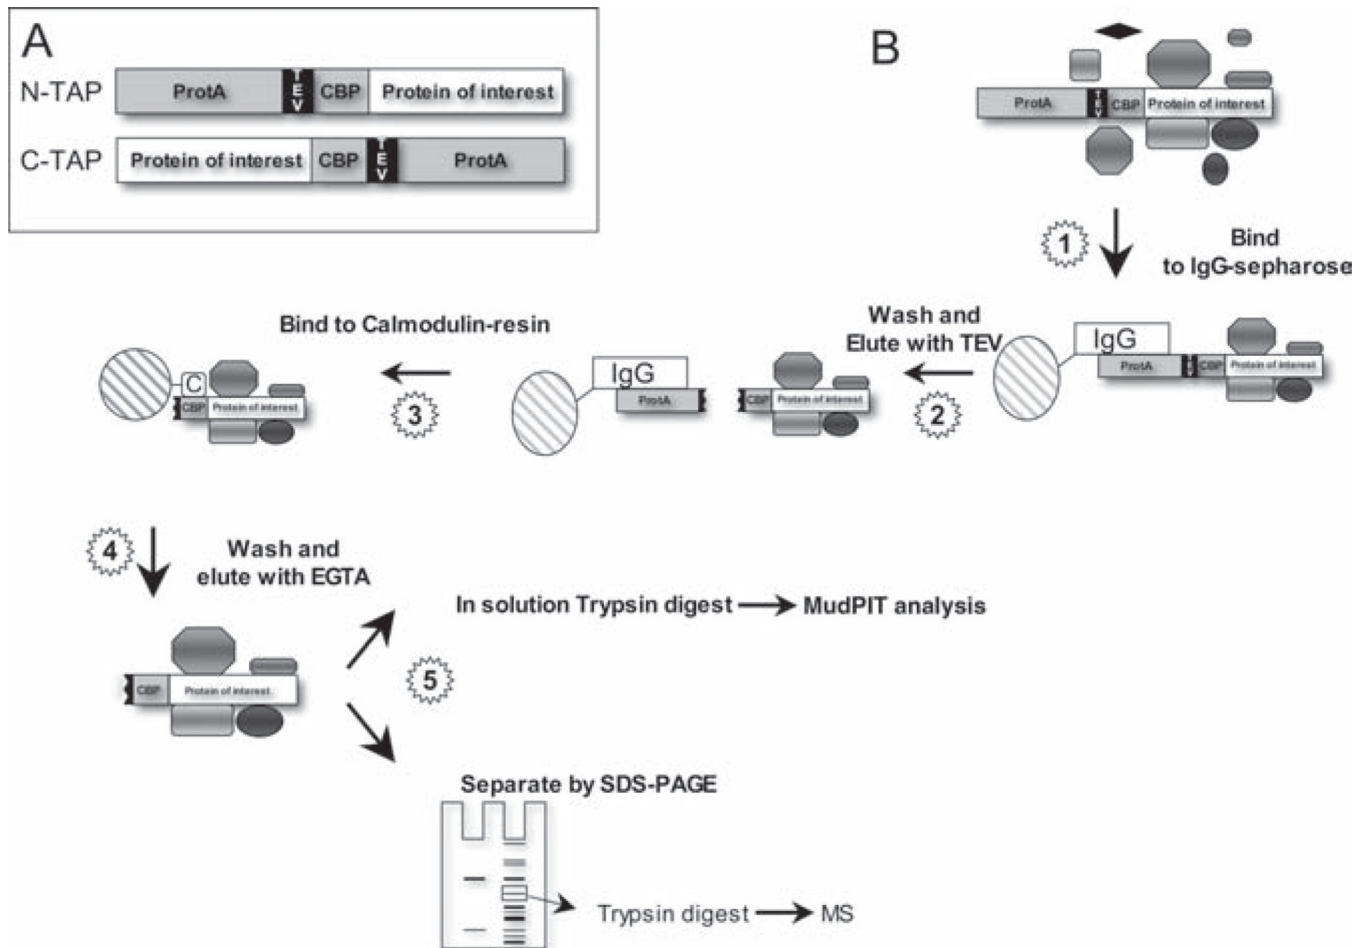 A
N-TAP
ProtA TEV CBP Protein of interest
C-TAP
Protein of interest CBP TEV ProtA
B
ProtA TEV CBP Protein of interest
1
Bind
to IgG-sepharose
IgG
ProtA TEV CBP Protein of interest
Wash and
Elute with TEV
2
IgG
ProtA
CBP Protein of interest
Bind to Calmodulin-resin
3
C
CBP Protein of interest
4
Wash and
elute with EGTA
CBP Protein of interest
5
In solution Trypsin digest MudPIT analysis
Separate by SDS-PAGE
Trypsin digest MS